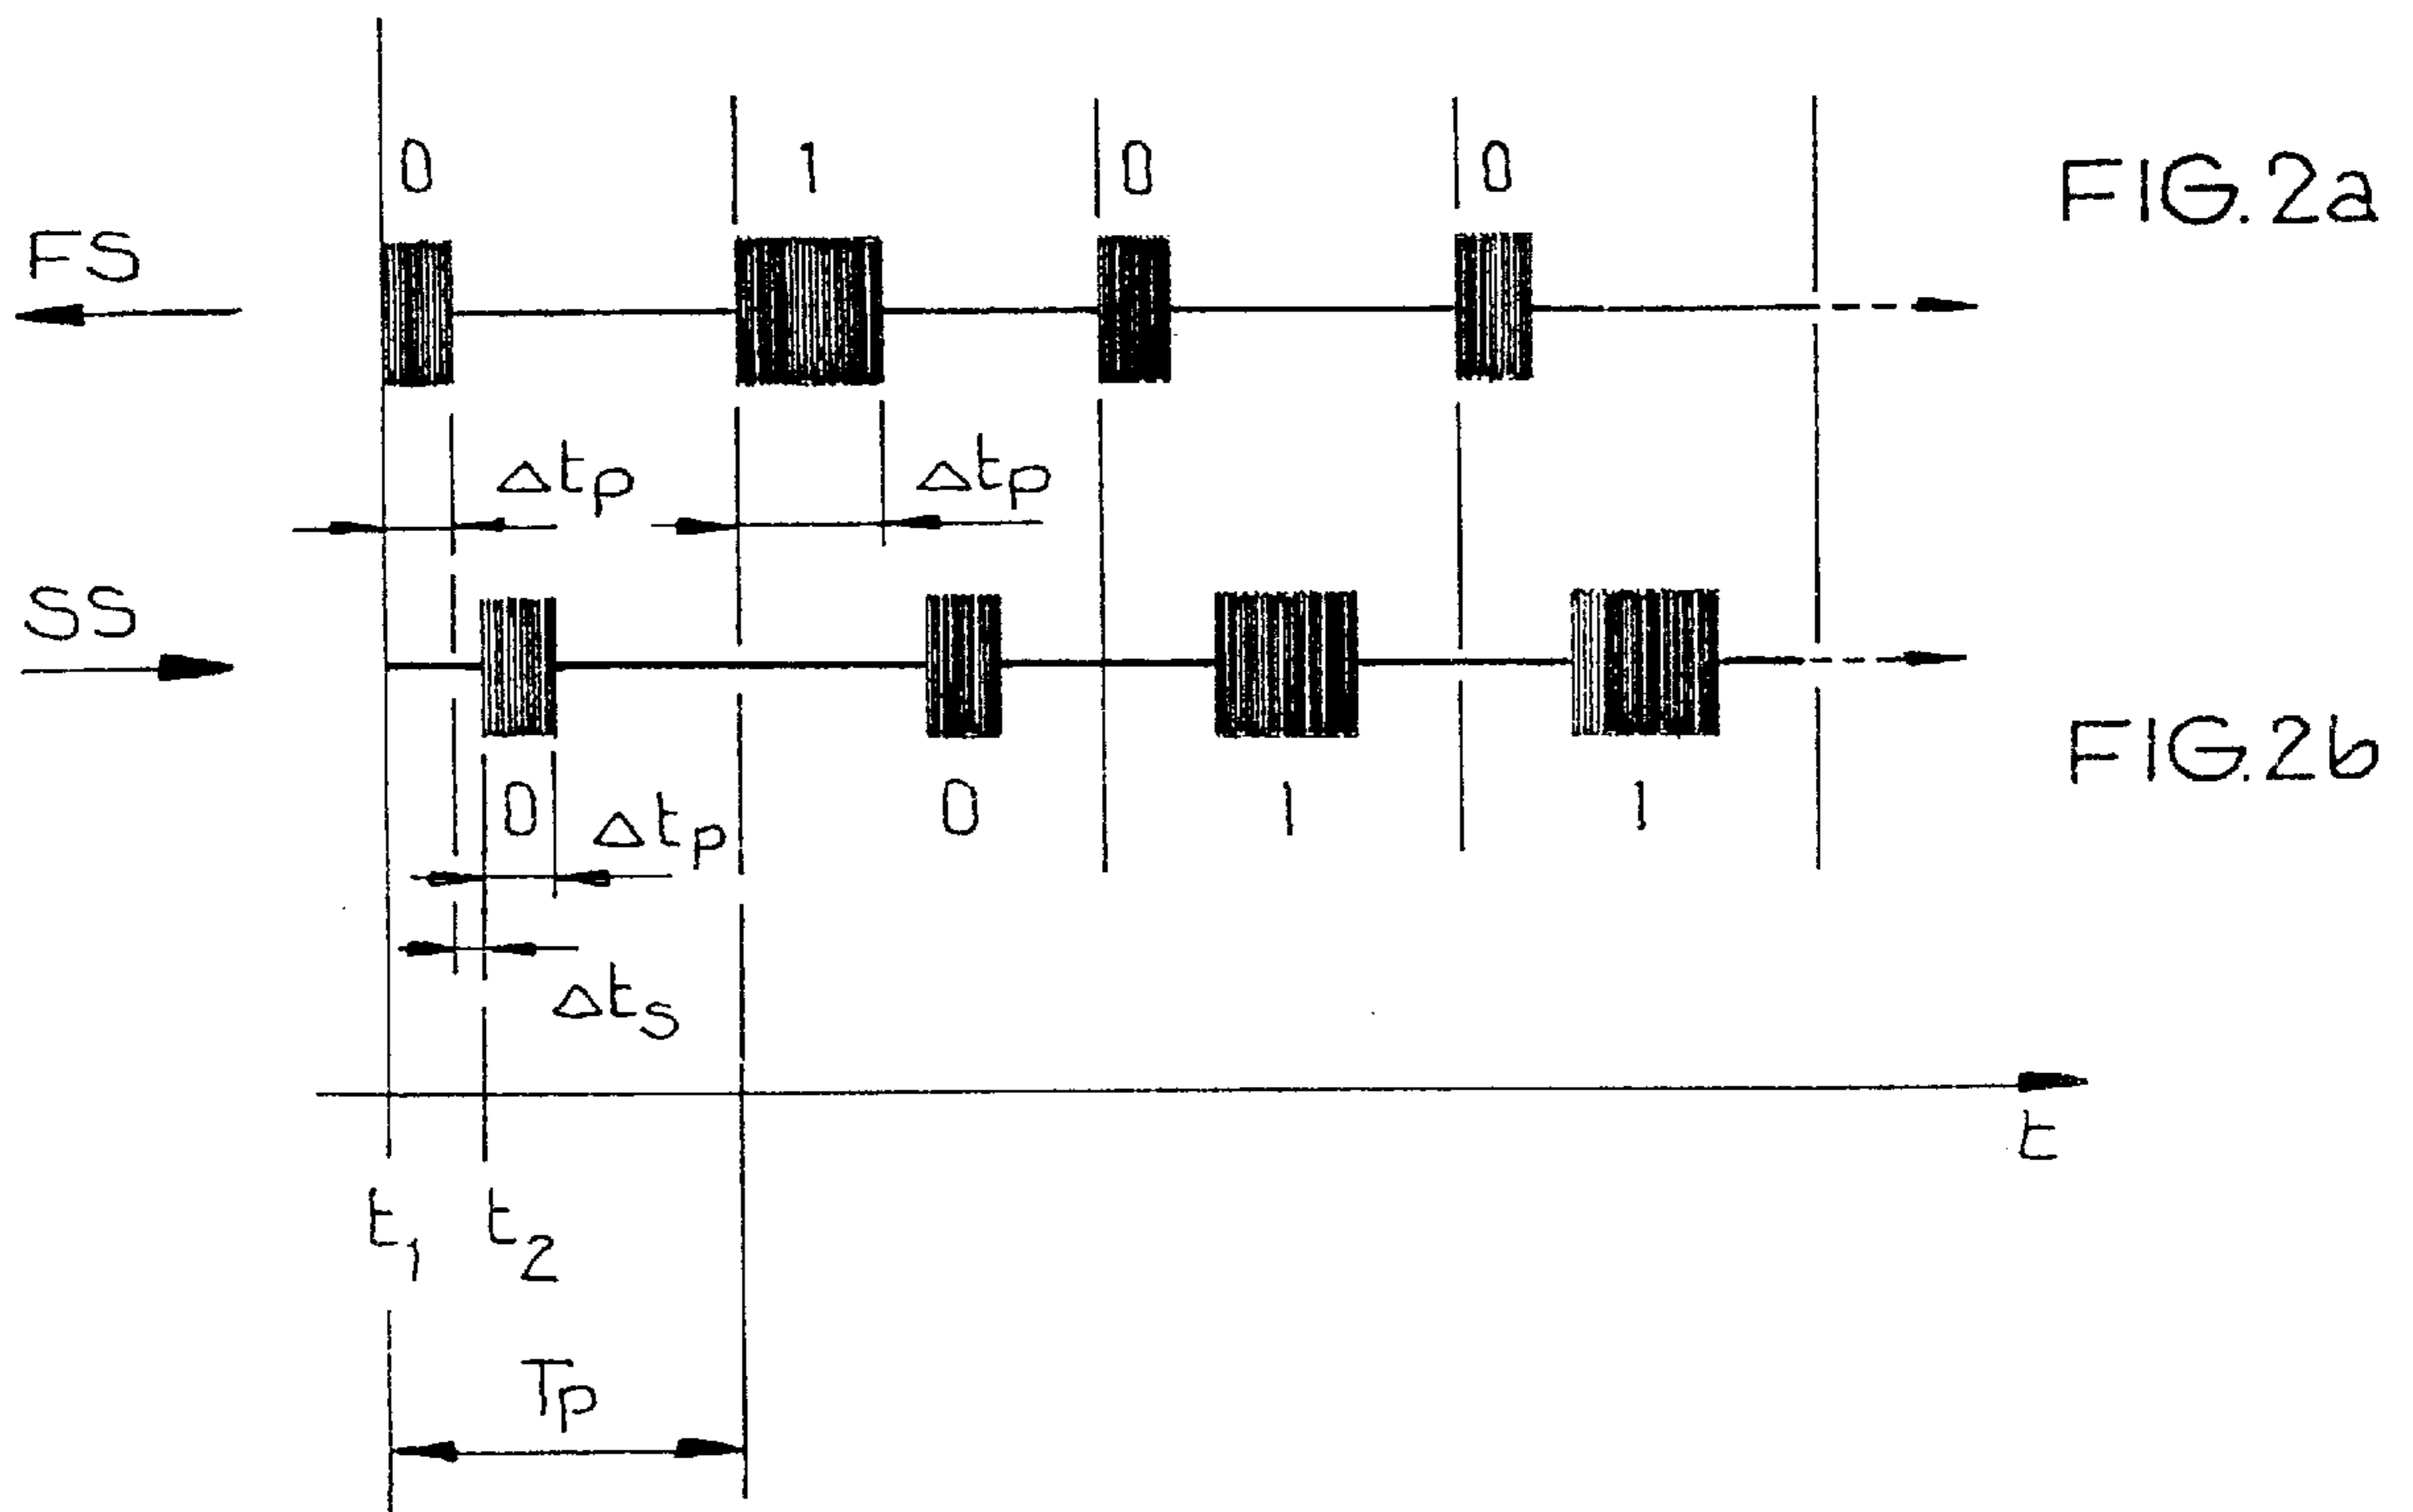 0 1 0 0
FIG.2a
FS
Δtp Δtp
SS
FIG.2b
0 Δtp 0 1 1
Δts
t
t1 t2
Tp